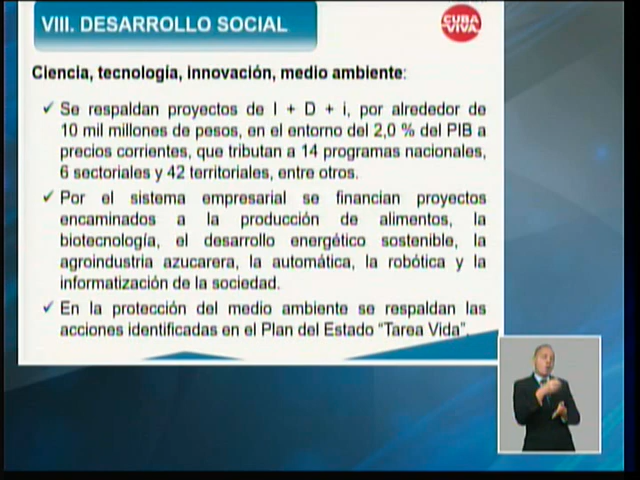 VIII. DESARROLLO SOCIAL
CUBA
VIVA
Ciencia, tecnología, innovación, medio ambiente:
✓ Se respaldan proyectos de I + D + i, por alrededor de
10 mil millones de pesos, en el entorno del 2,0 % del PIB a
precios corrientes, que tributan a 14 programas nacionales,
6 sectoriales y 42 territoriales, entre otros.
✓ Por el sistema empresarial se financian proyectos
encaminados a la producción de alimentos, la
biotecnología, el desarrollo energético sostenible, la
agroindustria azucarera, la automática, la robótica y la
informatización de la sociedad.
✓ En la protección del medio ambiente se respaldan las
acciones identificadas en el Plan del Estado “Tarea Vida”.